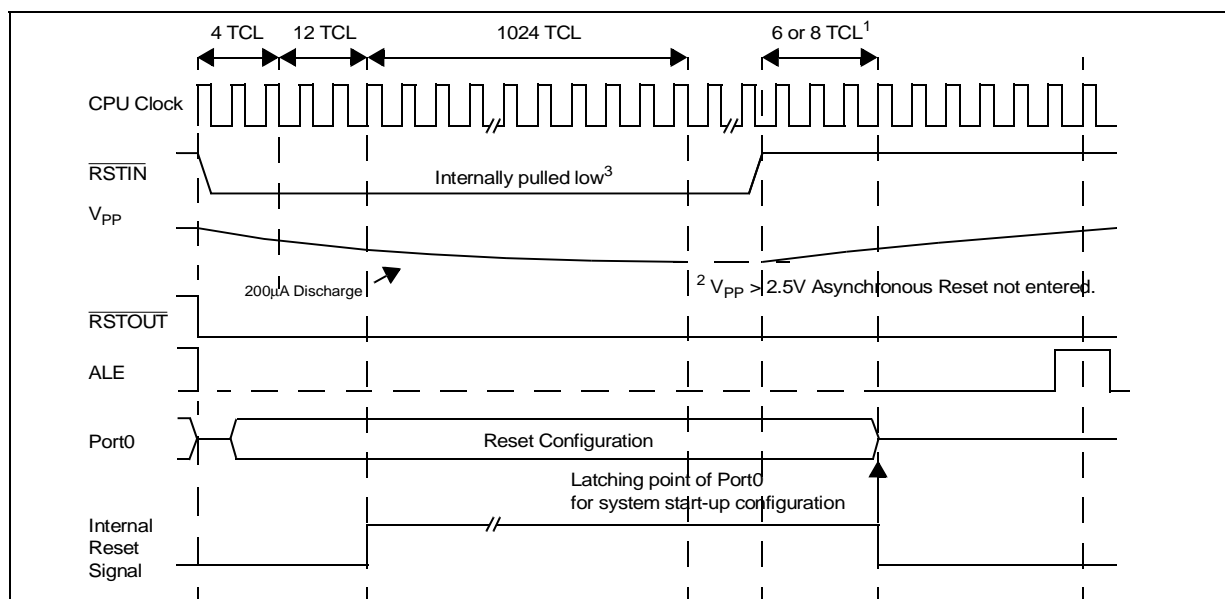 4 TCL 12 TCL 1024 TCL 6 or 8 TCL1
CPU Clock
RSTIN
Internally pulled low3
VPP
200µA Discharge
2 VPP > 2.5V Asynchronous Reset not entered.
RSTOUT
ALE
Port0
Reset Configuration
Latching point of Port0
for system start-up configuration
Internal
Reset
Signal